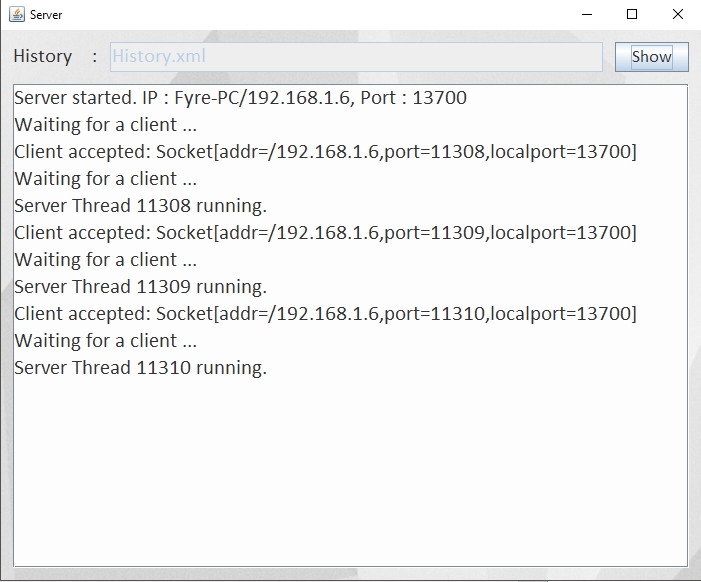 Server
History : History.xml Show
Server started. IP : Fyre-PC/192.168.1.6, Port : 13700
Waiting for a client ...
Client accepted: Socket[addr=/192.168.1.6,port=11308,localport=13700]
Waiting for a client ...
Server Thread 11308 running.
Client accepted: Socket[addr=/192.168.1.6,port=11309,localport=13700]
Waiting for a client ...
Server Thread 11309 running.
Client accepted: Socket[addr=/192.168.1.6,port=11310,localport=13700]
Waiting for a client ...
Server Thread 11310 running.